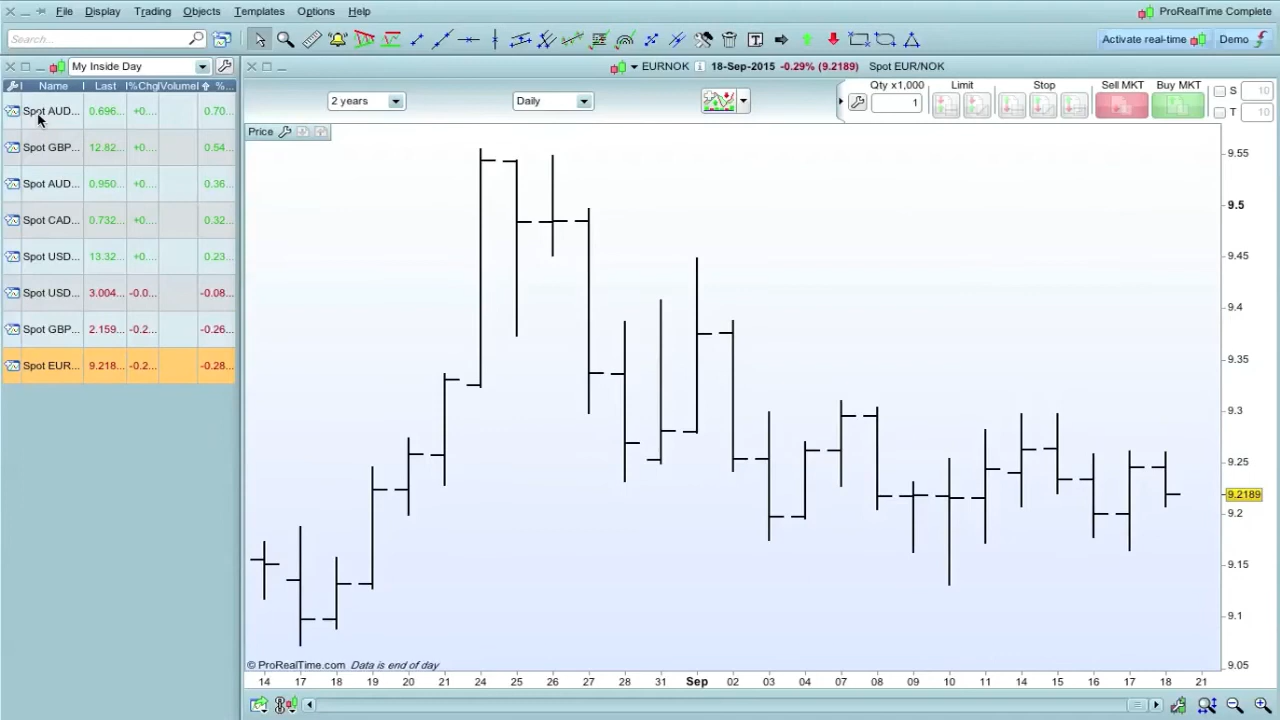 File Display Trading Objects Templates Options Help ProRealTime Complete
Search... Activate real-time Demo
My Inside Day EURNOK 18-Sep-2015 -0.29% (9.2189) Spot EUR/NOK
Name Last %Chg Volume %...
2 years Daily Qty x1,000 Limit Stop Sell MKT Buy MKT S 10
1 T 10
Price
Spot AUD... 0.696... +0.... 0.70...
Spot GBP... 12.82... +0.... 0.54...
Spot AUD... 0.950... +0.... 0.36...
Spot CAD... 0.732... +0.... 0.32...
Spot USD... 13.32... +0.... 0.23...
Spot USD... 3.004... -0.0... -0.08...
Spot GBP... 2.159... -0.2... -0.26...
Spot EUR... 9.218... -0.2... -0.28...
9.55
9.5
9.45
9.4
9.35
9.3
9.25
9.2189
9.2
9.15
9.1
9.05
© ProRealTime.com Data is end of day
14 17 18 19 20 21 24 25 26 27 28 31 Sep 02 03 04 07 08 09 10 11 14 15 16 17 18 21